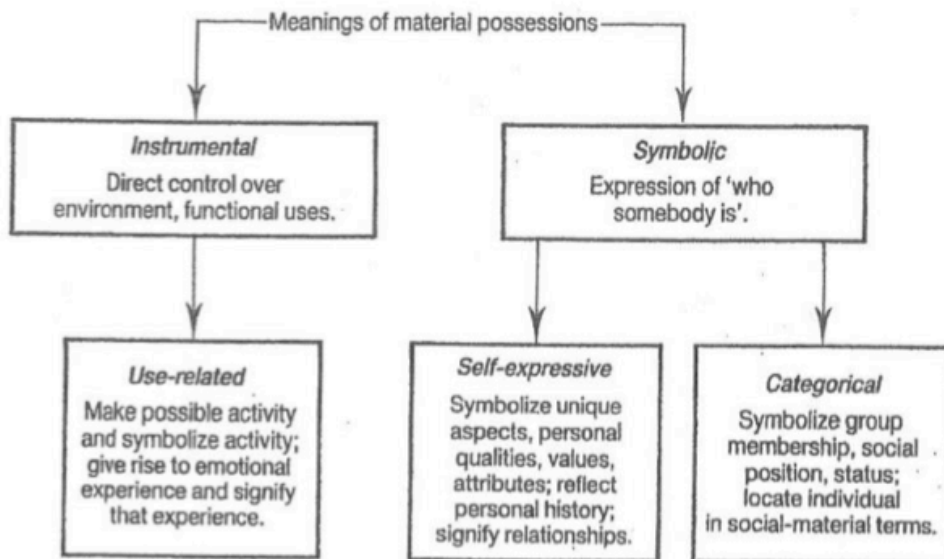 Meanings of material possessions
Instrumental
Direct control over
environment, functional uses.
Symbolic
Expression of 'who
somebody is'.
Use-related
Make possible activity
and symbolize activity;
give rise to emotional
experience and signify
that experience.
Self-expressive
Symbolize unique
aspects, personal
qualities, values,
attributes; reflect
personal history;
signify relationships.
Categorical
Symbolize group
membership, social
position, status;
locate individual
in social-material terms.